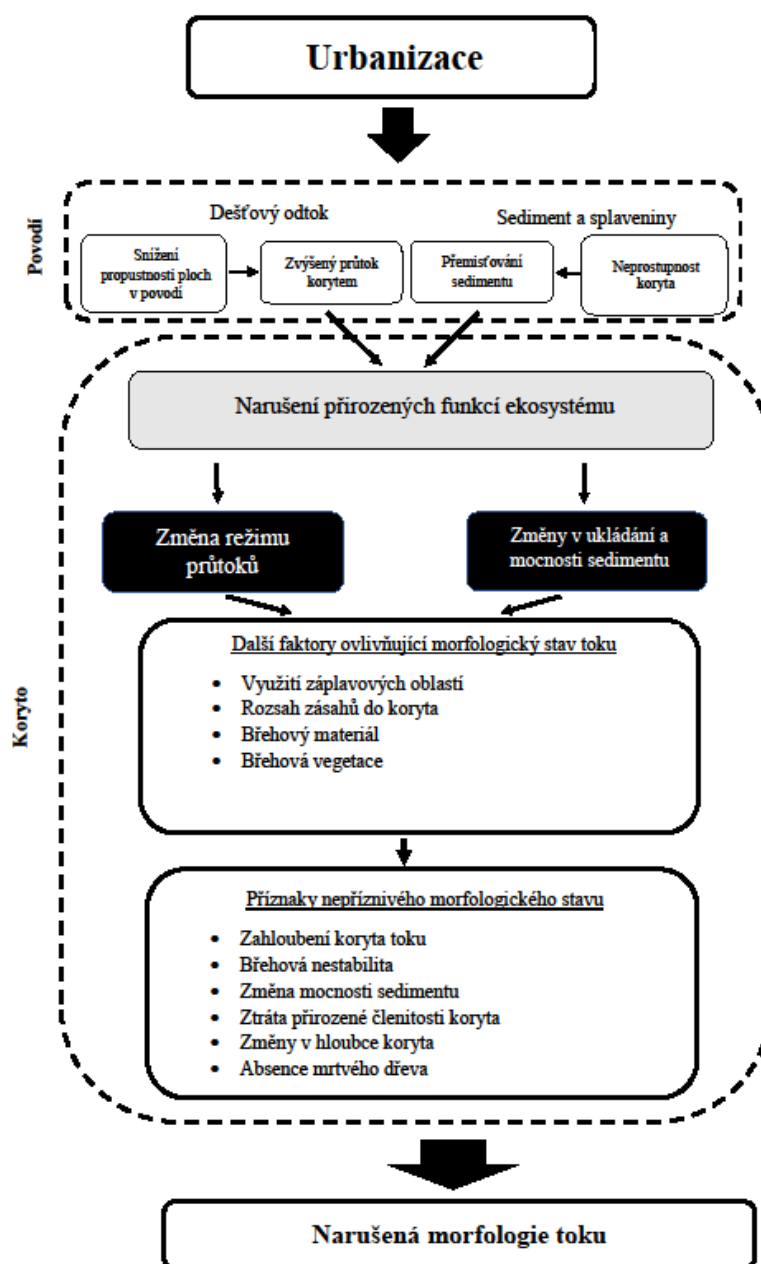 Urbanizace
Povodí
Dešťový odtok
Sediment a splaveniny
Snížení
propustnosti ploch
v povodí
Zvýšený průtok
korytem
Přemisťování
sedimentu
Neprostupnost
koryta
Koryto
Narušení přirozených funkcí ekosystému
Změna režimu
průtoků
Změny v ukládání a
mocnosti sedimentu
Další faktory ovlivňující morfologický stav toku
• Využití záplavových oblastí
• Rozsah zásahů do koryta
• Břehový materiál
• Břehová vegetace
Příznaky nepříznivého morfologického stavu
• Zahloubení koryta toku
• Břehová nestabilita
• Změna mocnosti sedimentu
• Ztráta přirozené členitosti koryta
• Změny v hloubce koryta
• Absence mrtvého dřeva
Narušená morfologie toku